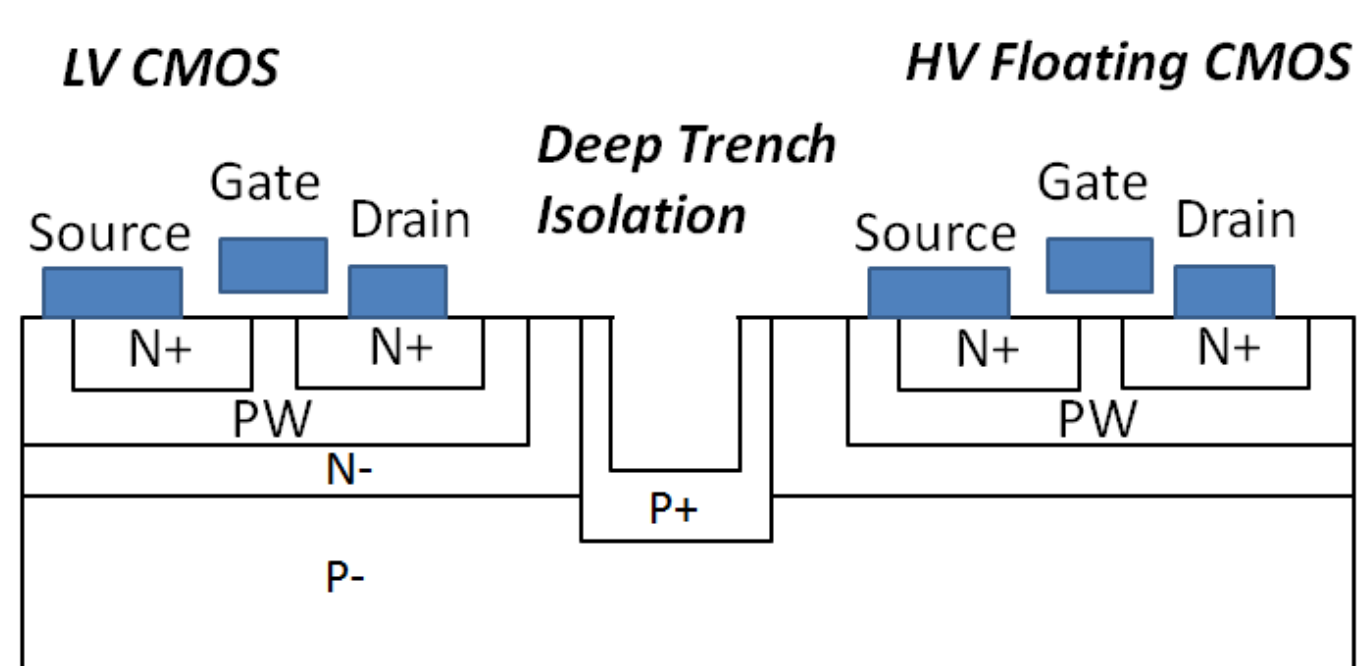 LV CMOS
HV Floating CMOS
Deep Trench
Isolation
Gate
Source
Drain
Gate
Source
Drain
N+
N+
N+
N+
PW
PW
N-
P+
P-